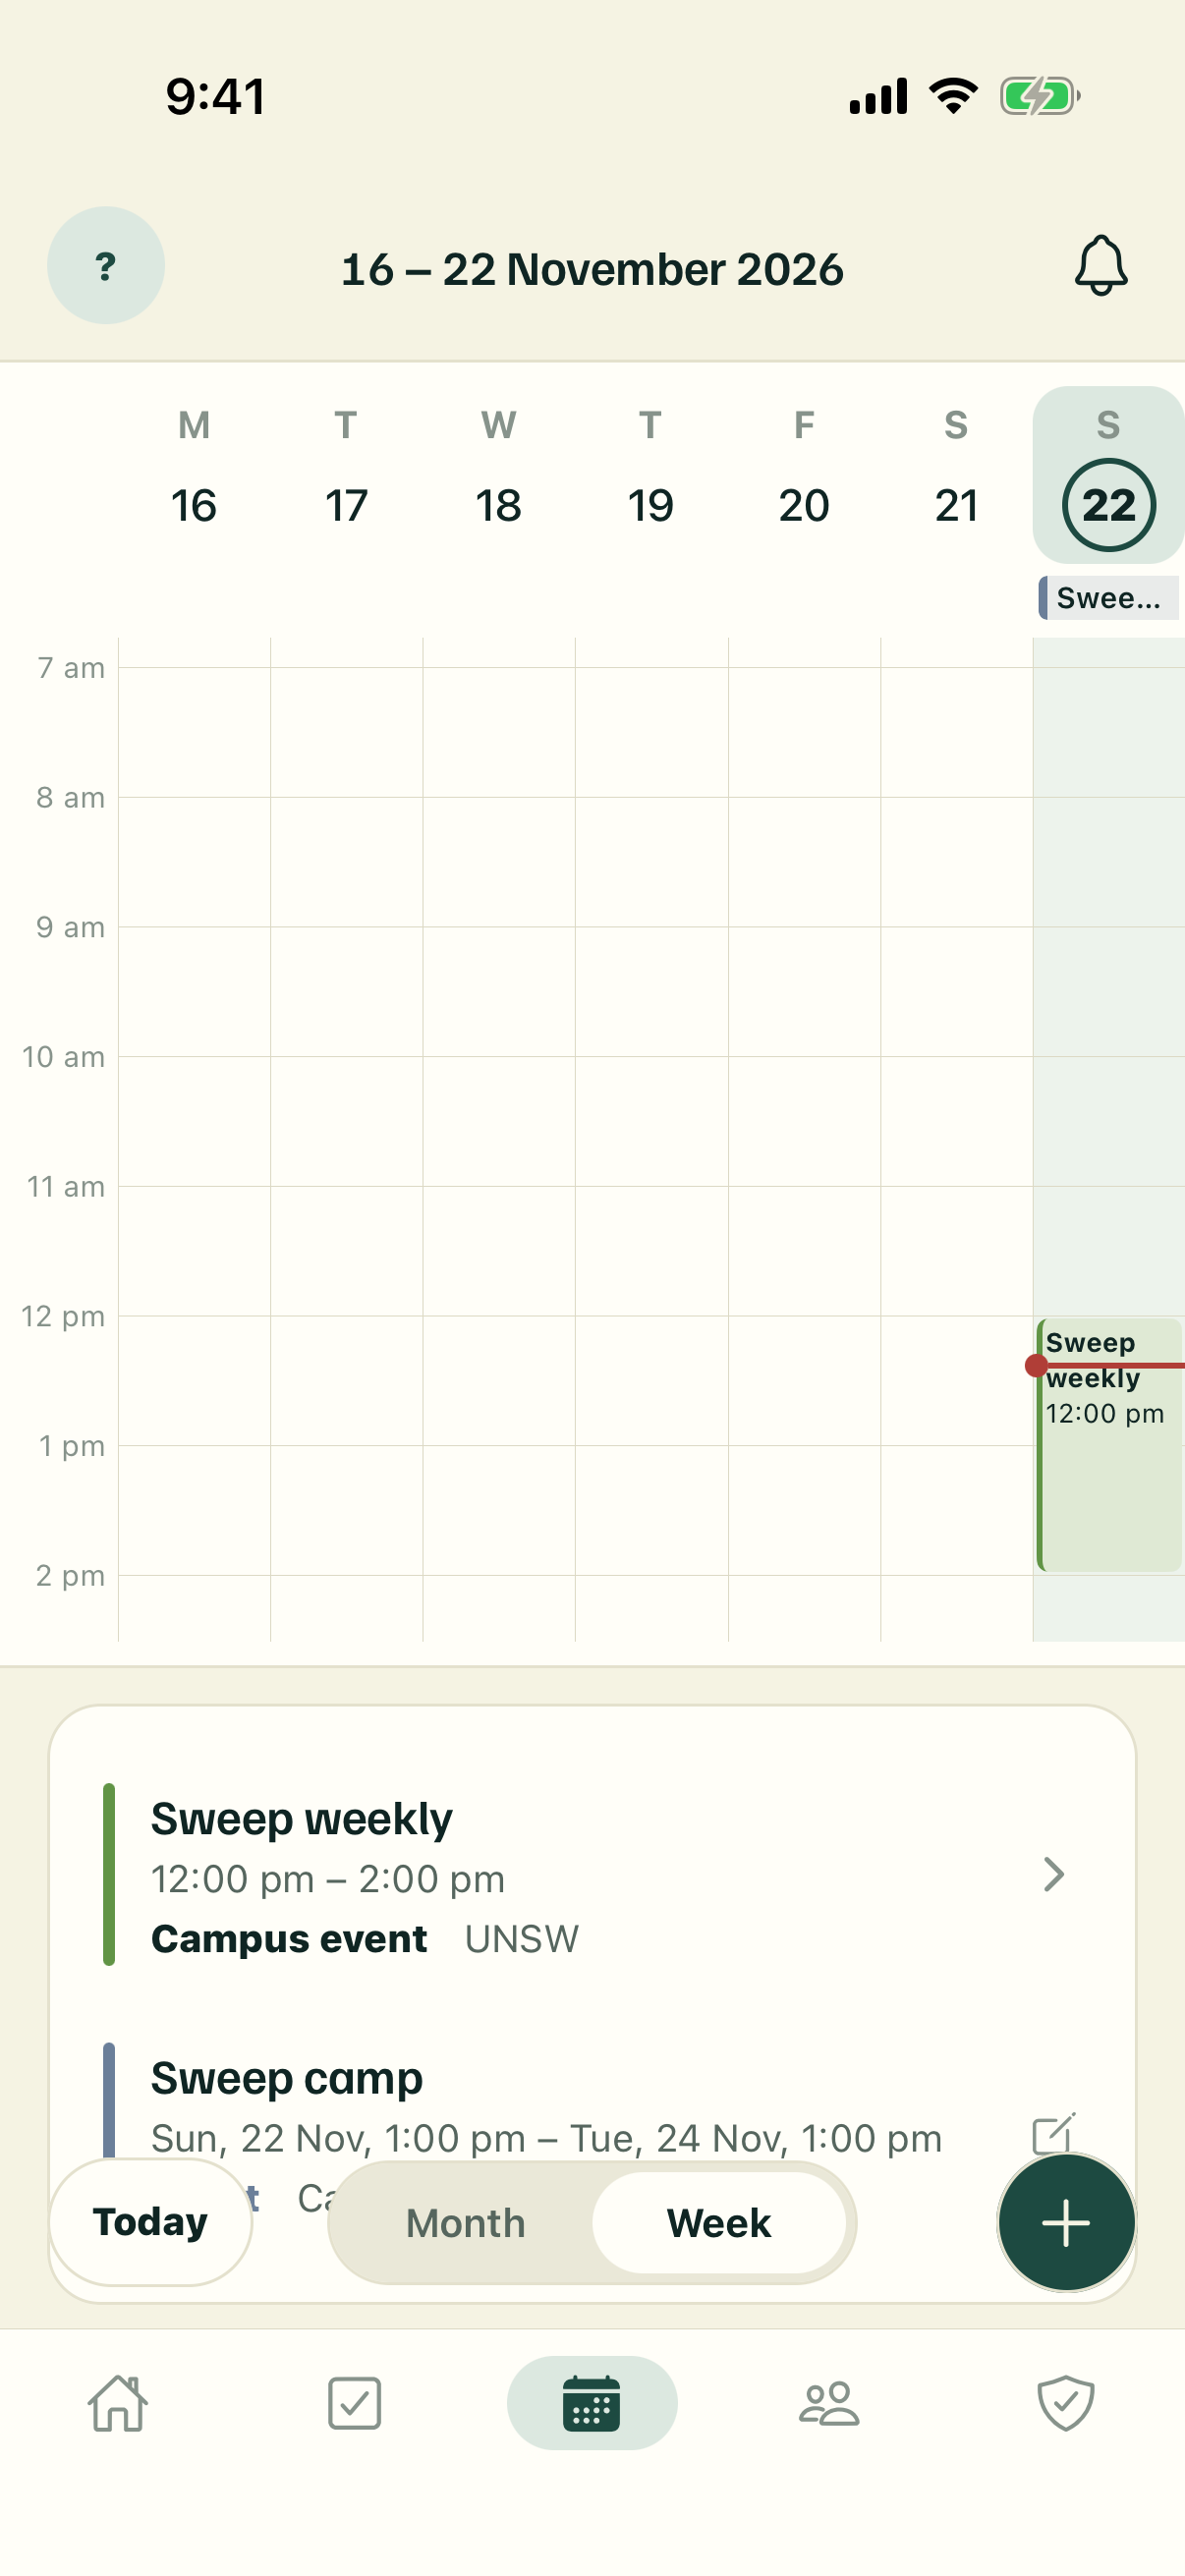 9:41
?
16 – 22 November 2026
M T W T F S S
16 17 18 19 20 21 22
Swee...
7 am
8 am
9 am
10 am
11 am
12 pm
Sweep
weekly
12:00 pm
1 pm
2 pm
Sweep weekly
12:00 pm – 2:00 pm
Campus event UNSW
Sweep camp
Sun, 22 Nov, 1:00 pm – Tue, 24 Nov, 1:00 pm
Today Month Week